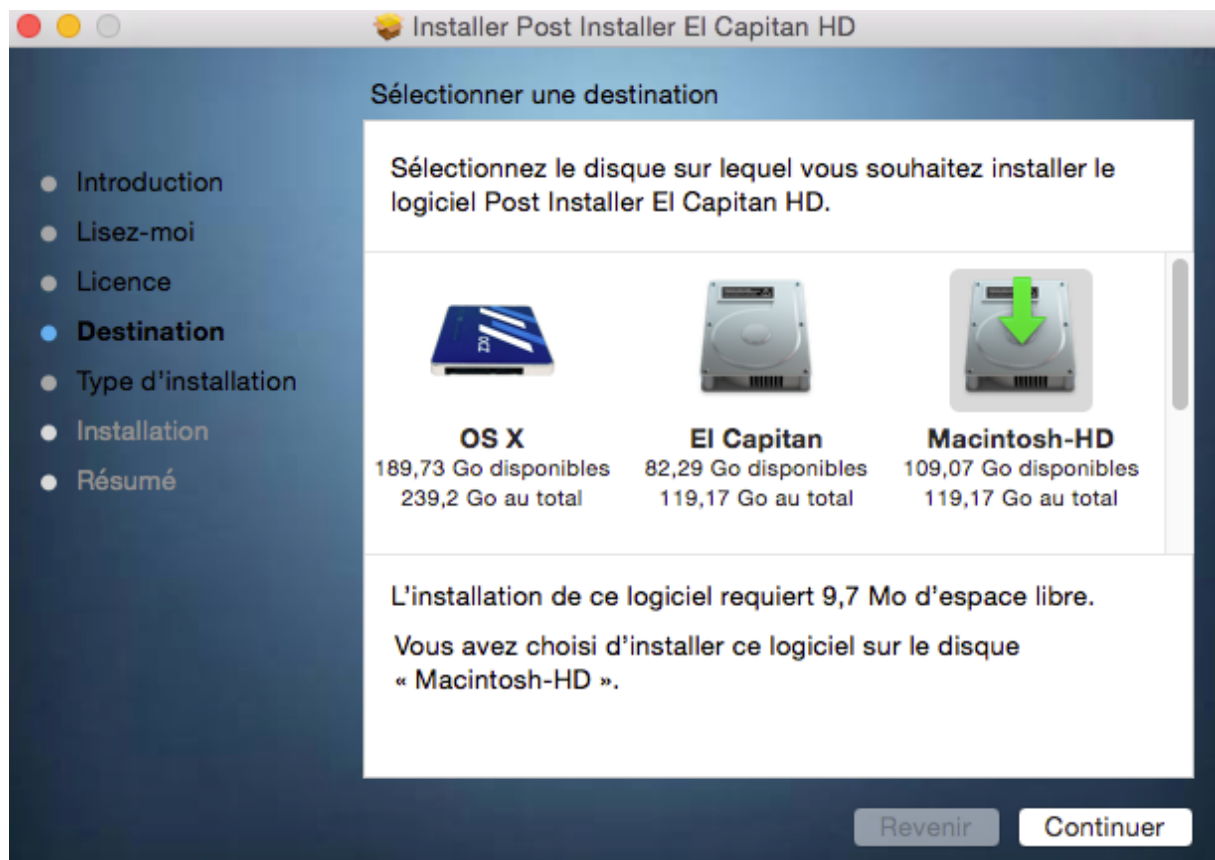 Installer Post Installer El Capitan HD
Sélectionner une destination
Introduction
Lisez-moi
Licence
Destination
Type d'installation
Installation
Résumé
Sélectionnez le disque sur lequel vous souhaitez installer le
logiciel Post Installer El Capitan HD.
OCZ
OS X
189,73 Go disponibles
239,2 Go au total
El Capitan
82,29 Go disponibles
119,17 Go au total
Macintosh-HD
109,07 Go disponibles
119,17 Go au total
L'installation de ce logiciel requiert 9,7 Mo d'espace libre.
Vous avez choisi d'installer ce logiciel sur le disque
« Macintosh-HD ».
Revenir
Continuer